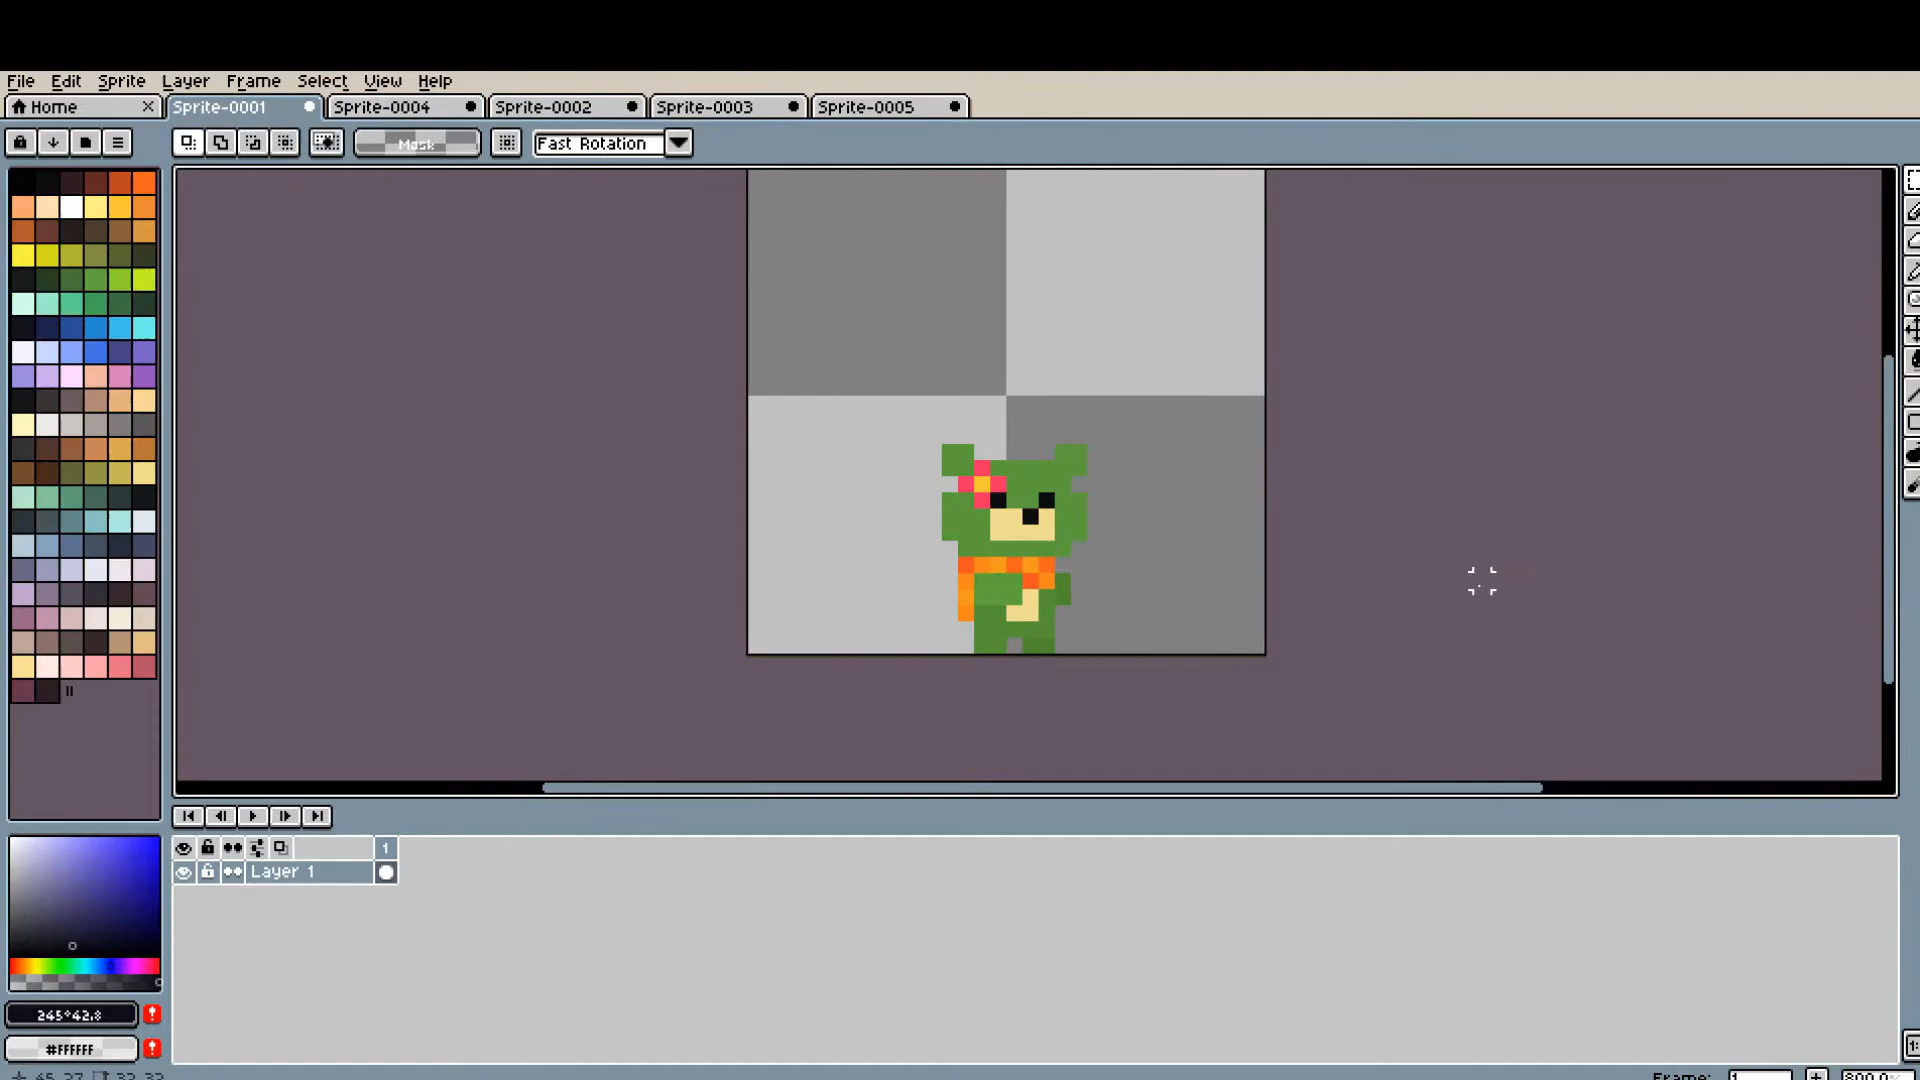 File Edit Sprite Layer Frame Select View Help
Home Sprite-0001 Sprite-0004 Sprite-0002 Sprite-0003 Sprite-0005
Mask Fast Rotation
1
Layer 1
245°42.8
#FFFFFF
Frame: 1